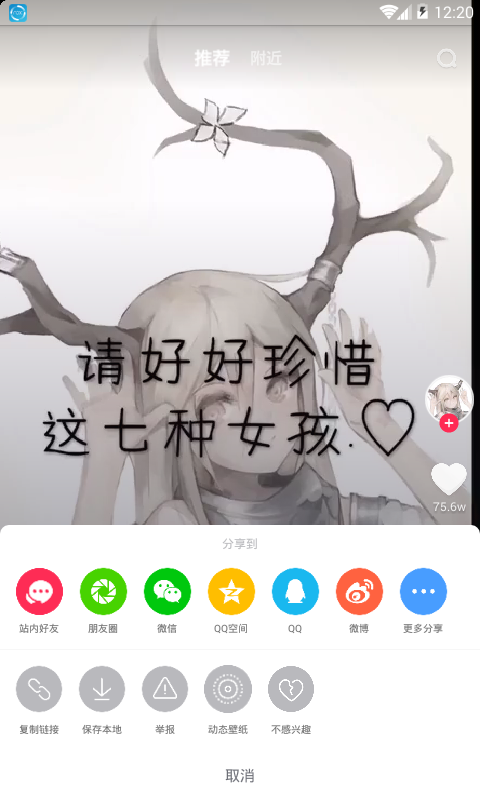 12:20
推荐 附近
请好好珍惜
这七种女孩.♡
75.6w
分享到
站内好友 朋友圈 微信 QQ空间 QQ 微博 更多分享
复制链接 保存本地 举报 动态壁纸 不感兴趣
取消